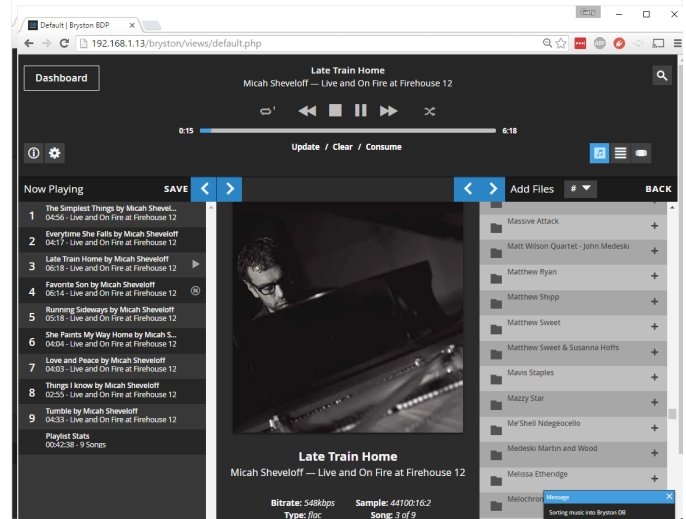 Gary
Default | Bryston BDP
192.168.1.13/bryston/views/default.php
ABP
Dashboard
Late Train Home
Micah Sheveloff — Live and On Fire at Firehouse 12
1
0:15
6:18
Update / Clear / Consume
Now Playing
SAVE
Add Files
#
BACK
1
The Simplest Things by Micah Shevel...
04:56 - Live and On Fire at Firehouse 12
2
Everytime She Falls by Micah Sheveloff
04:17 - Live and On Fire at Firehouse 12
3
Late Train Home by Micah Sheveloff
06:18 - Live and On Fire at Firehouse 12
4
Favorite Son by Micah Sheveloff
06:14 - Live and On Fire at Firehouse 12
N
5
Running Sideways by Micah Sheveloff
05:18 - Live and On Fire at Firehouse 12
6
She Paints My Way Home by Micah S...
04:04 - Live and On Fire at Firehouse 12
7
Love and Peace by Micah Sheveloff
04:03 - Live and On Fire at Firehouse 12
8
Things I know by Micah Sheveloff
02:55 - Live and On Fire at Firehouse 12
9
Tumble by Micah Sheveloff
04:33 - Live and On Fire at Firehouse 12
Playlist Stats
00:42:38 - 9 Songs
Late Train Home
Micah Sheveloff — Live and On Fire at Firehouse 12
Bitrate: 548kbps Sample: 44100:16:2
Type: flac Song: 3 of 9
Massive Attack
Matt Wilson Quartet - John Medeski
Matthew Ryan
Matthew Shipp
Matthew Sweet
Matthew Sweet & Susanna Hoffs
Mavis Staples
Mazzy Star
Me'Shell Ndegéocello
Medeski Martin and Wood
Melissa Etheridge
Melochrom
Message
Sorting music into Bryston DB